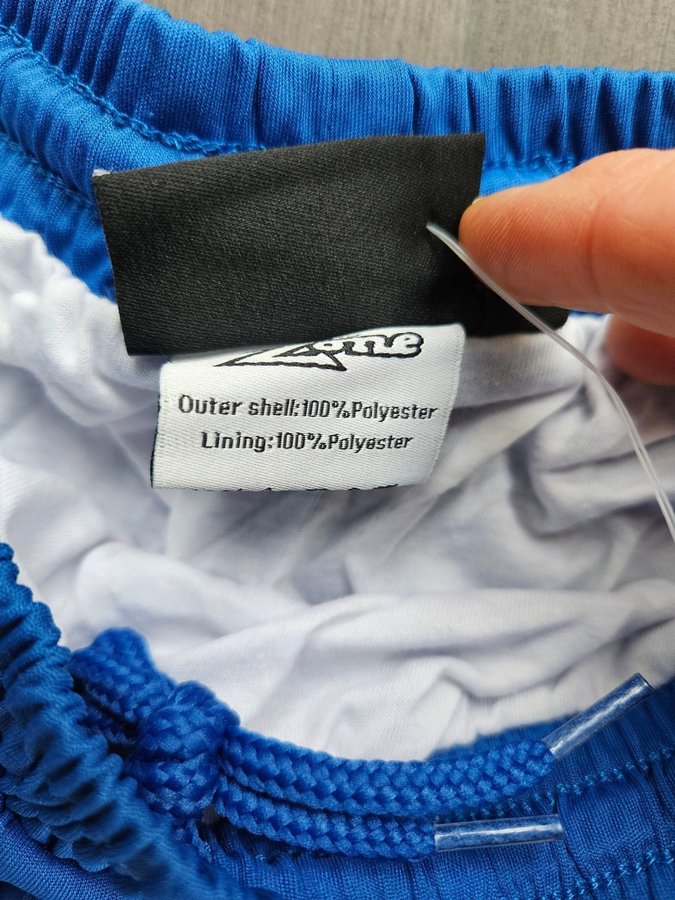 Zone
Outer shell:100%Polyester
Lining:100%Polyester